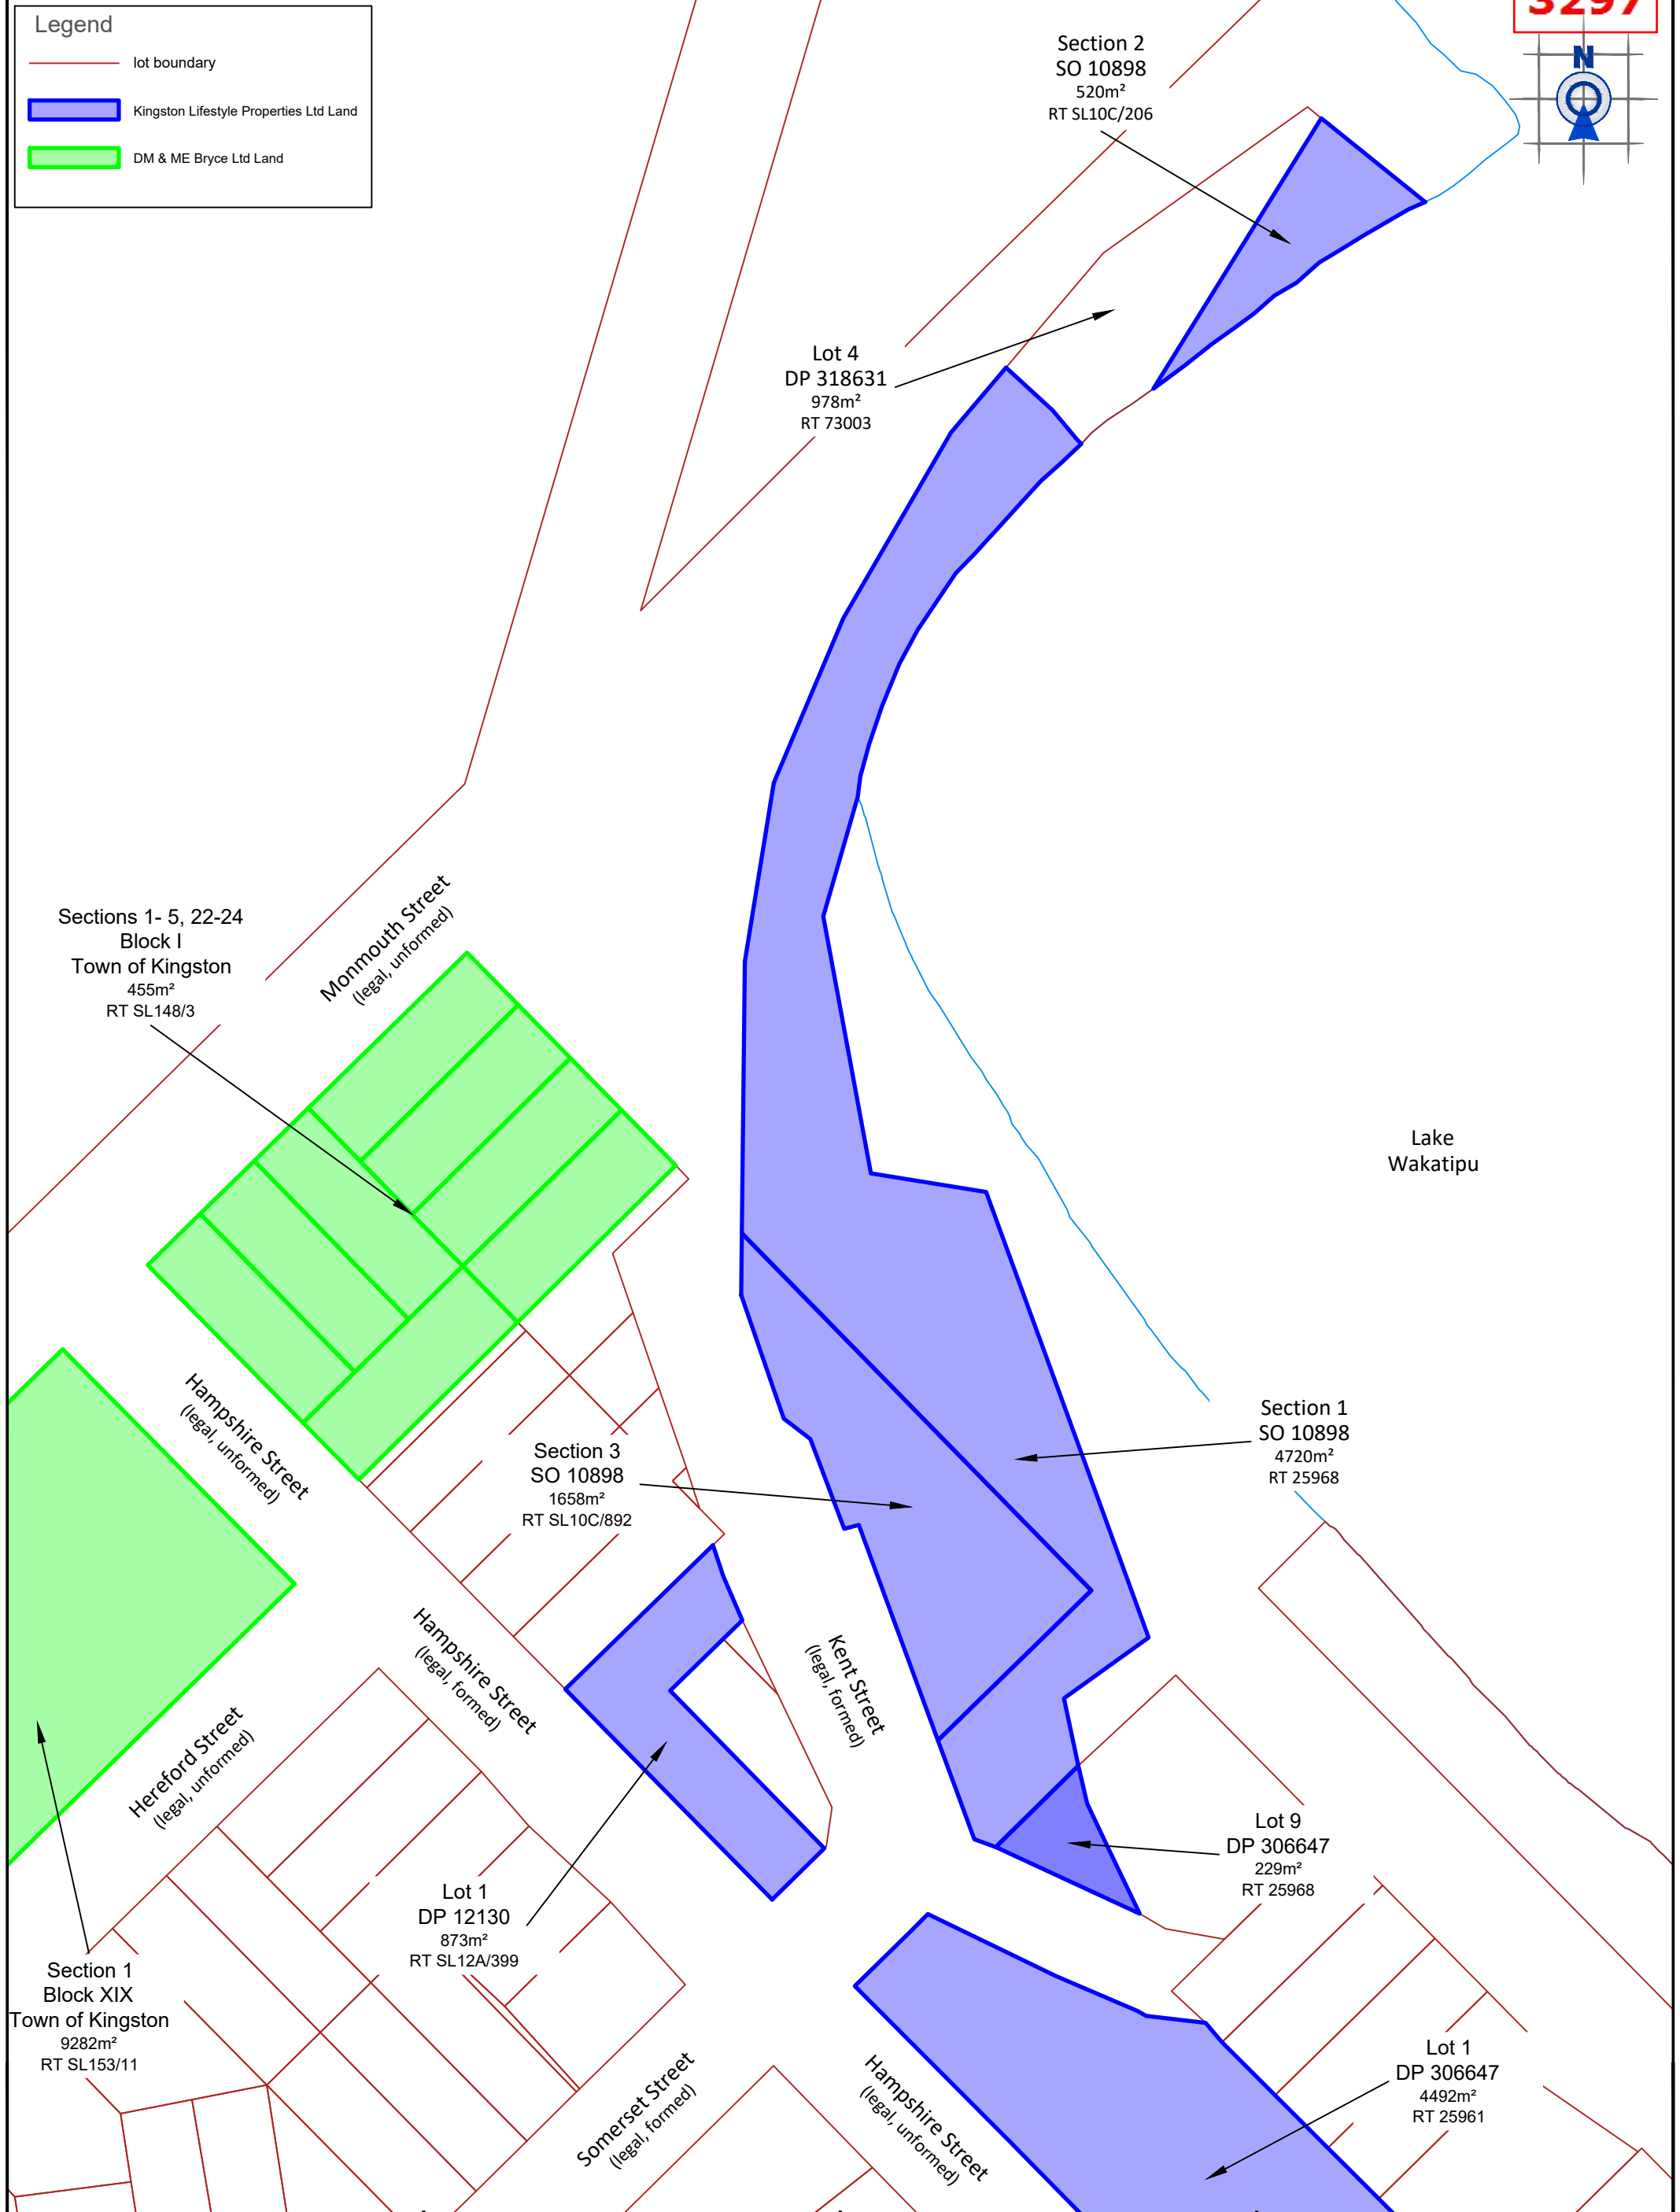 Legend
lot boundary
Kingston Lifestyle Properties Ltd Land
DM & ME Bryce Ltd Land
3297
N
Section 2
SO 10898
520m²
RT SL10C/206
Lot 4
DP 318631
978m²
RT 73003
Monmouth Street
(legal, unformed)
Sections 1- 5, 22-24
Block I
Town of Kingston
455m²
RT SL148/3
Lake
Wakatipu
Hampshire Street
(legal, unformed)
Section 1
SO 10898
4720m²
RT 25968
Section 3
SO 10898
1658m²
RT SL10C/892
Hampshire Street
(legal, formed)
Kent Street
(legal, formed)
Hereford Street
(legal, unformed)
Lot 9
DP 306647
229m²
RT 25968
Lot 1
DP 12130
873m²
RT SL12A/399
Section 1
Block XIX
Town of Kingston
9282m²
RT SL153/11
Somerset Street
(legal, formed)
Hampshire Street
(legal, unformed)
Lot 1
DP 306647
4492m²
RT 25961